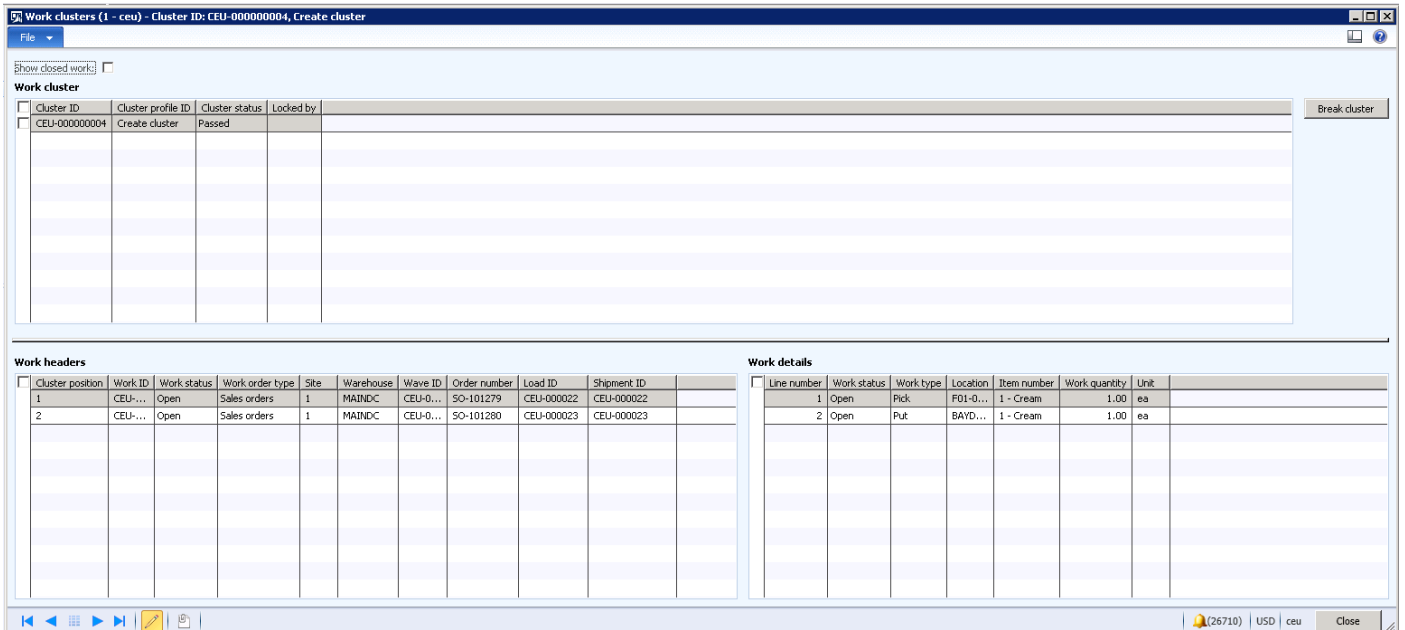 Work clusters (1 - ceu) - Cluster ID: CEU-000000004, Create cluster
File
Show closed work:
Work cluster
Cluster ID Cluster profile ID Cluster status Locked by
Break cluster
CEU-000000004 Create cluster Passed
Work headers
Cluster position Work ID Work status Work order type Site Warehouse Wave ID Order number Load ID Shipment ID
1 CEU-... Open Sales orders 1 MAINDC CEU-0... SO-101279 CEU-000022 CEU-000022
2 CEU-... Open Sales orders 1 MAINDC CEU-0... SO-101280 CEU-000023 CEU-000023
Work details
Line number Work status Work type Location Item number Work quantity Unit
1 Open Pick F01-0... 1 - Cream 1.00 ea
2 Open Put BAYD... 1 - Cream 1.00 ea
(26710) USD ceu Close